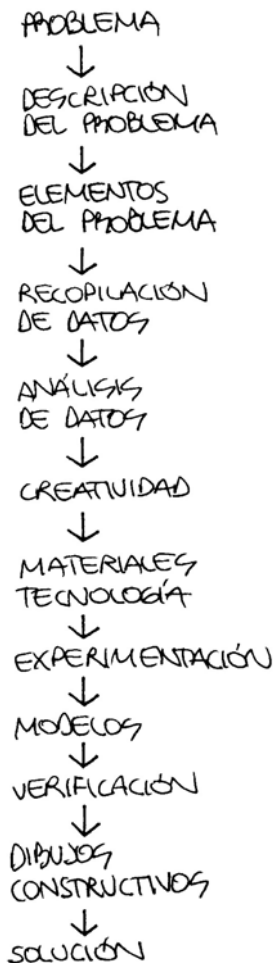 PROBLEMA
DESCRIPCIÓN
DEL PROBLEMA
ELEMENTOS
DEL PROBLEMA
RECOPILACIÓN
DE DATOS
ANÁLISIS
DE DATOS
CREATIVIDAD
MATERIALES
TECNOLOGÍA
EXPERIMENTACIÓN
MODELOS
VERIFICACIÓN
DIBUJOS
CONSTRUCTIVOS
SOLUCIÓN